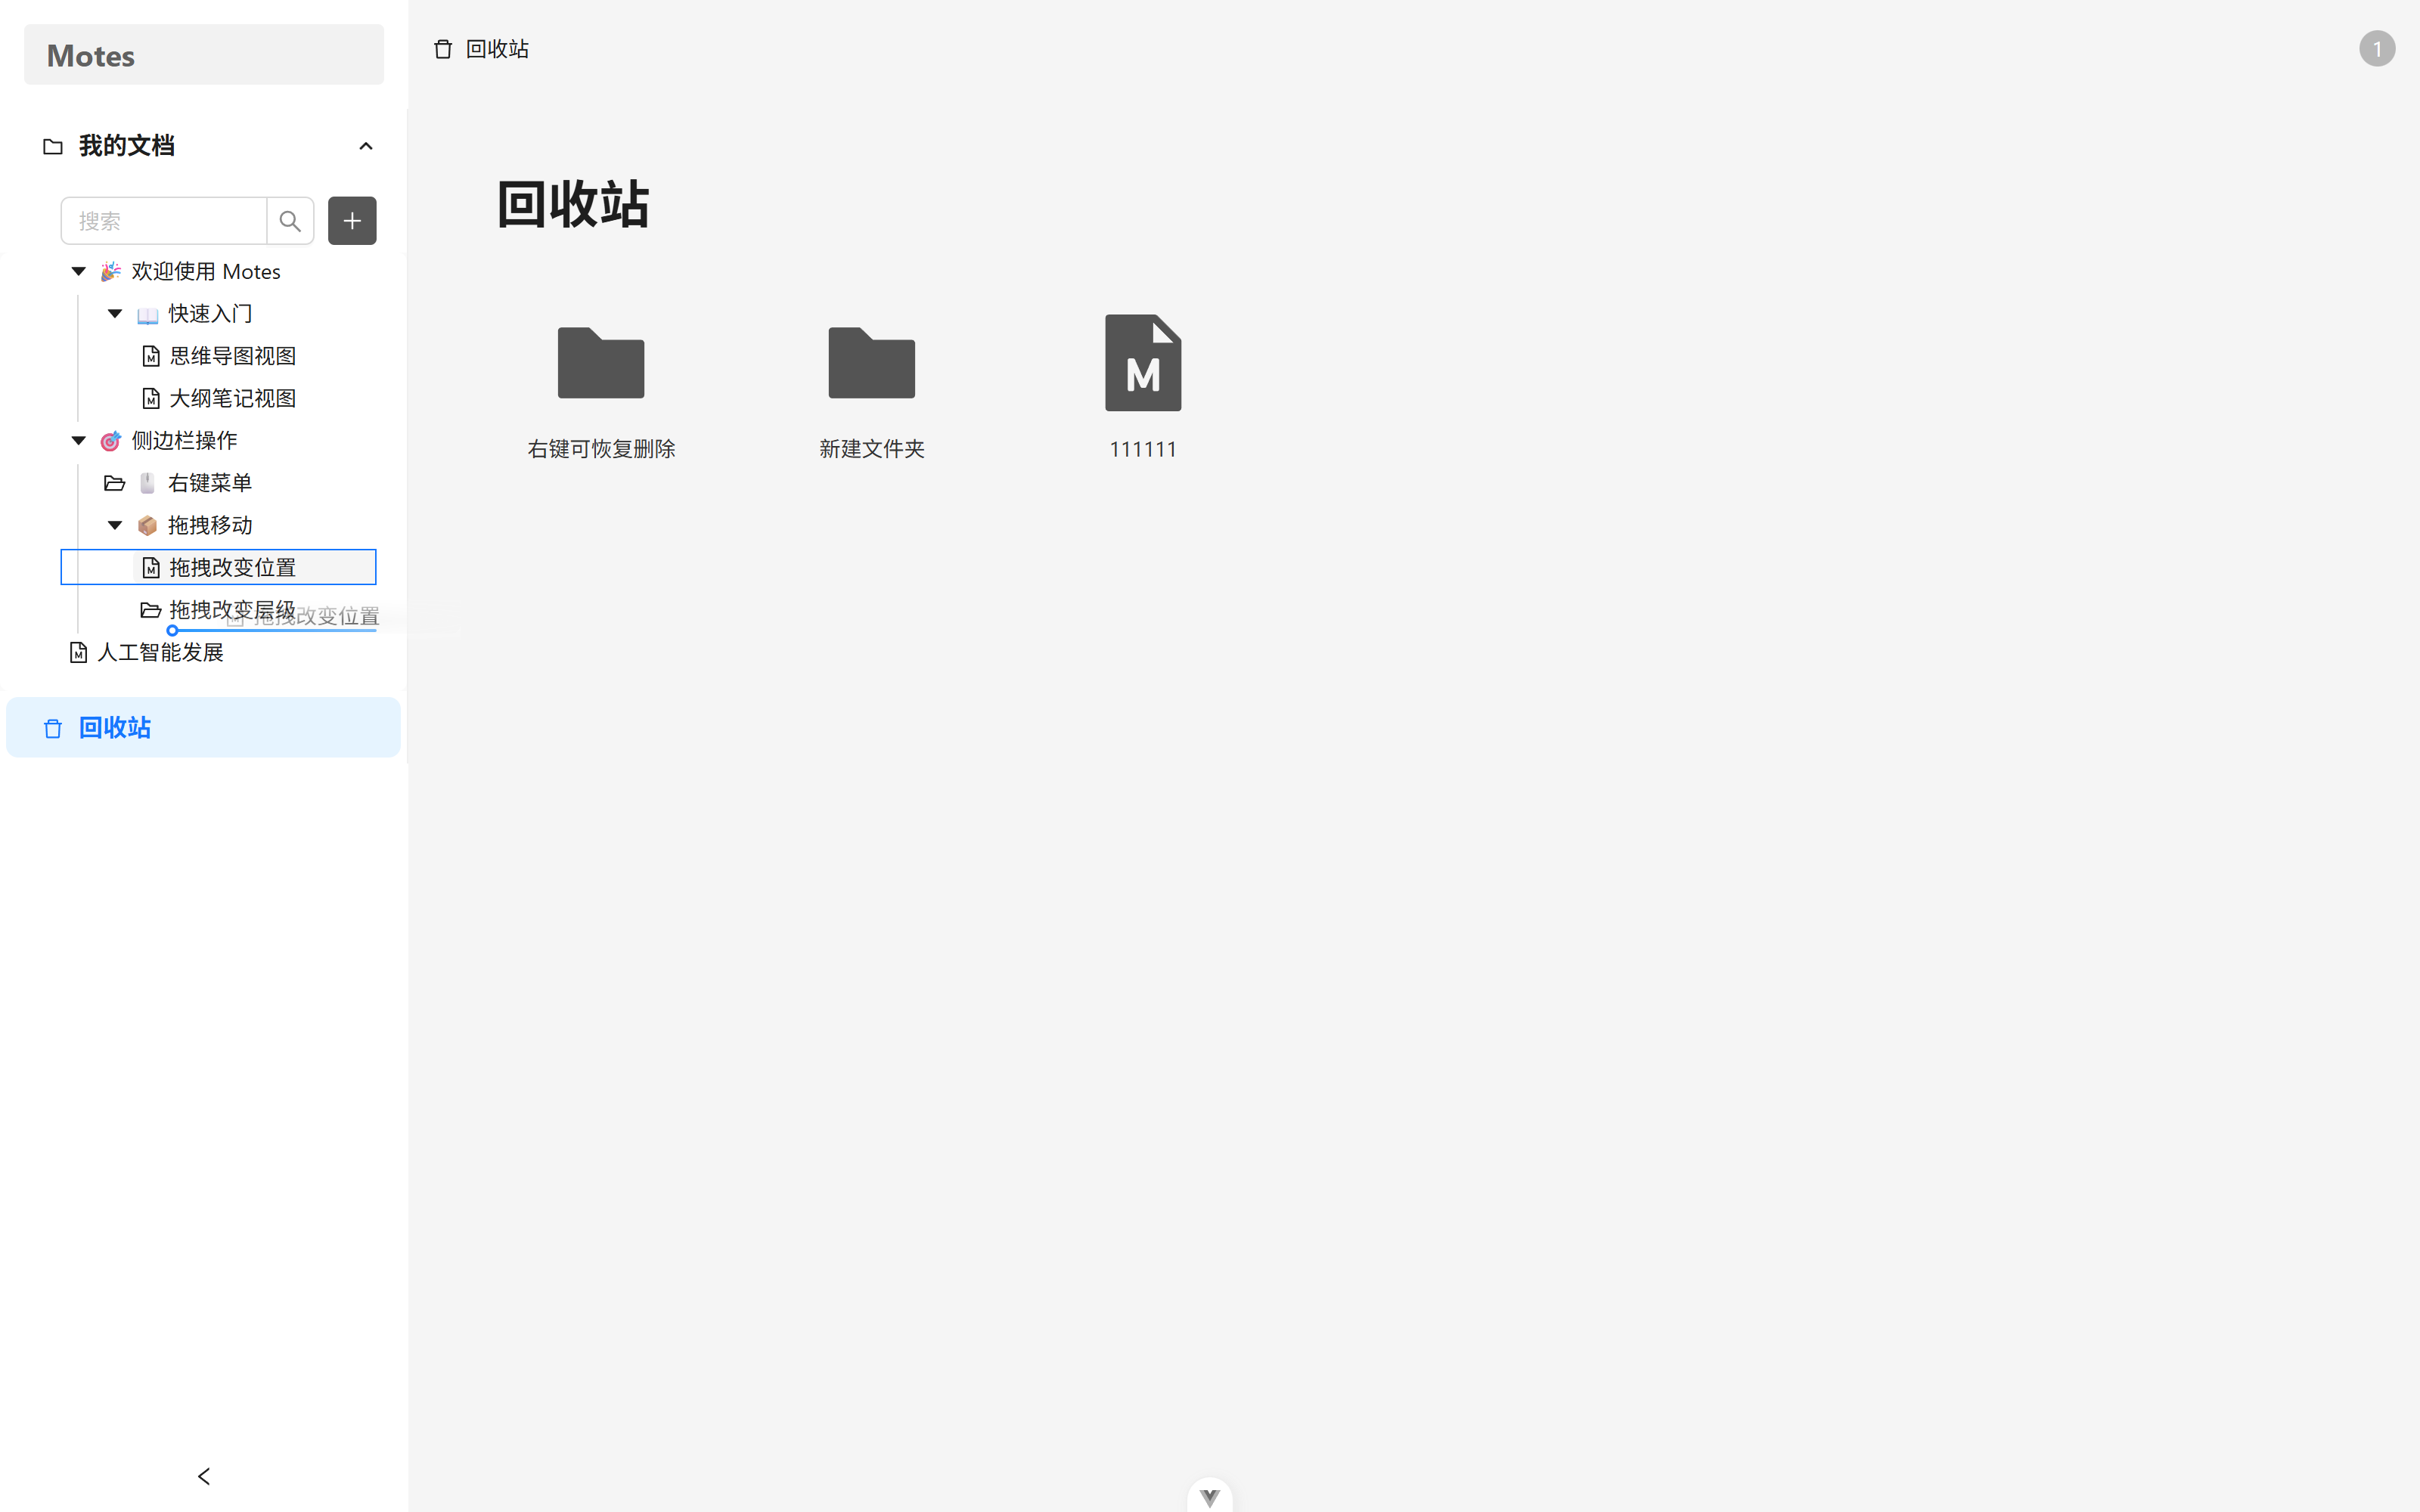 Motes
我的文档
搜索
欢迎使用 Motes
快速入门
思维导图视图
大纲笔记视图
侧边栏操作
右键菜单
拖拽移动
拖拽改变位置
拖拽改变层级
拖拽改变位置
人工智能发展
回收站
回收站
1
回收站
右键可恢复删除
新建文件夹
M
111111